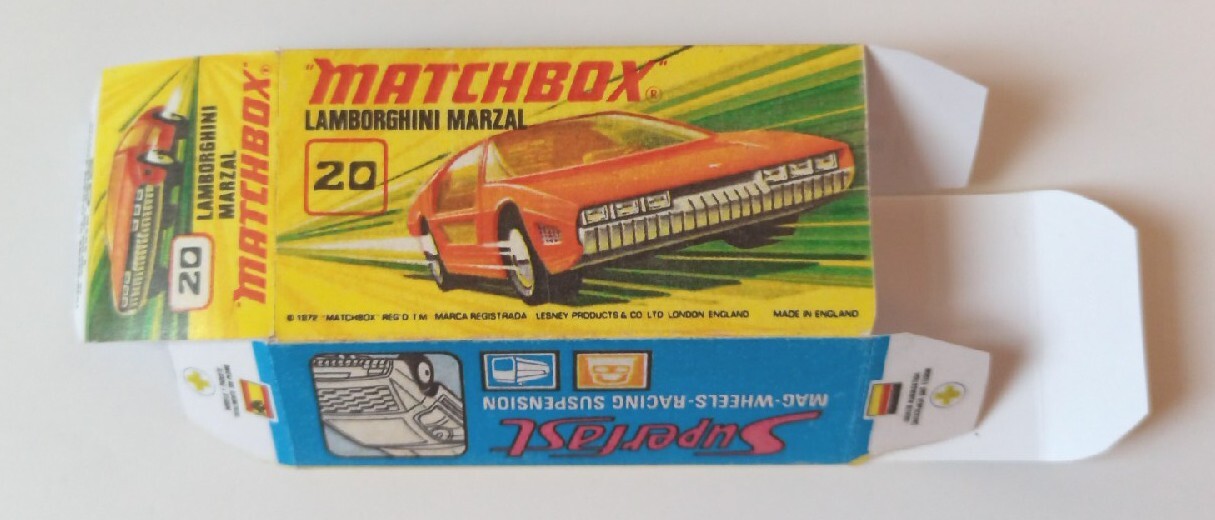 "MATCHBOX"®
LAMBORGHINI MARZAL
20
© 1972 "MATCHBOX" REG'D T.M. MARCA REGISTRADA LESNEY PRODUCTS & CO. LTD. LONDON ENGLAND MADE IN ENGLAND
"MATCHBOX"®
LAMBORGHINI
MARZAL
20
Superfast
MAG-WHEELS-RACING SUSPENSION